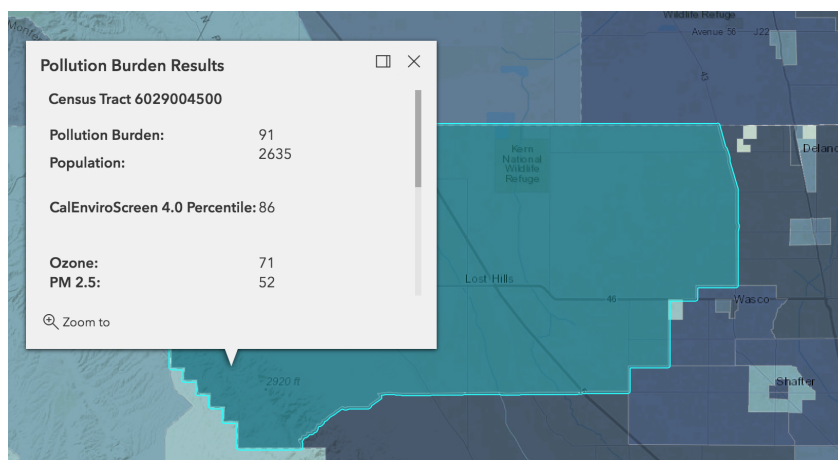 Wildlife Refuge
Avenue 56 J22
43
Pollution Burden Results
Census Tract 6029004500
Pollution Burden: 91
Population: 2635
CalEnviroScreen 4.0 Percentile: 86
Ozone: 71
PM 2.5: 52
Zoom to
Kern
National
Wildlife
Refuge
Delano
Lost Hills
46
Wasco
2920 ft
Shafter